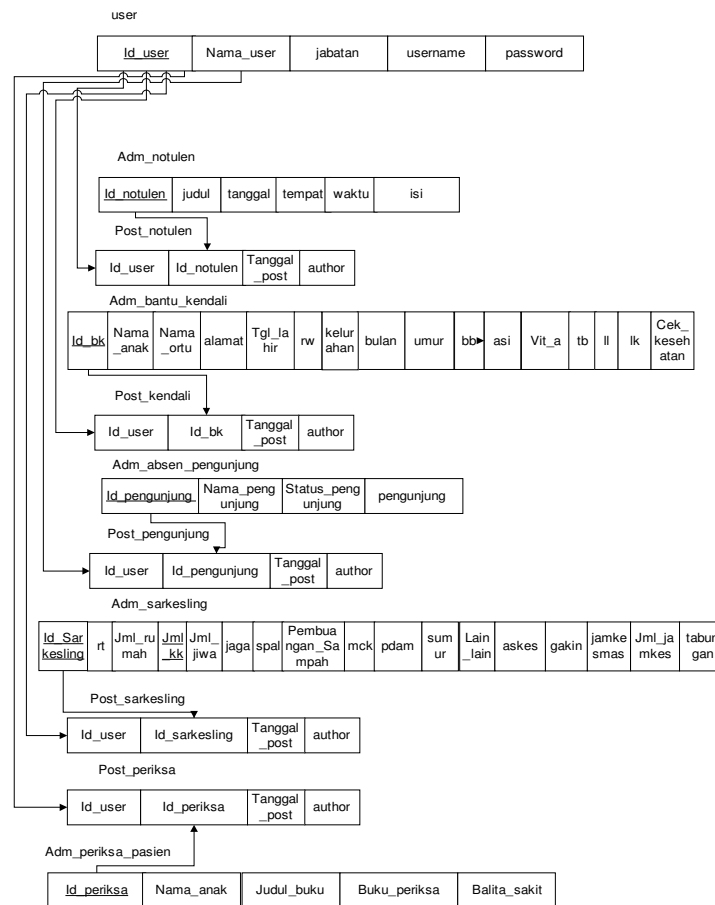 user
Id_user Nama_user jabatan username password
Adm_notulen
Id_notulen judul tanggal tempat waktu isi
Post_notulen
Id_user Id_notulen Tanggal
_post author
Adm_bantu_kendali
Id_bk Nama
_anak Nama
_ortu alamat Tgl_la
hir rw kelur
ahan bulan umur bb asi Vit_a tb ll lk Cek_
keseh
atan
Post_kendali
Id_user Id_bk Tanggal
_post author
Adm_absen_pengunjung
Id_pengunjung Nama_peng
unjung Status_peng
unjung pengunjung
Post_pengunjung
Id_user Id_pengunjung Tanggal
_post author
Adm_sarkesling
Id_Sar
kesling rt Jml_ru
mah Jml
_kk Jml_
jiwa jaga spal Pembua
ngan_Sa
mpah mck pdam sum
ur Lain
_lain askes gakin jamke
smas Jml_ja
mkes tabun
gan
Post_sarkesling
Id_user Id_sarkesling Tanggal
_post author
Post_periksa
Id_user Id_periksa Tanggal
_post author
Adm_periksa_pasien
Id_periksa Nama_anak Judul_buku Buku_periksa Balita_sakit